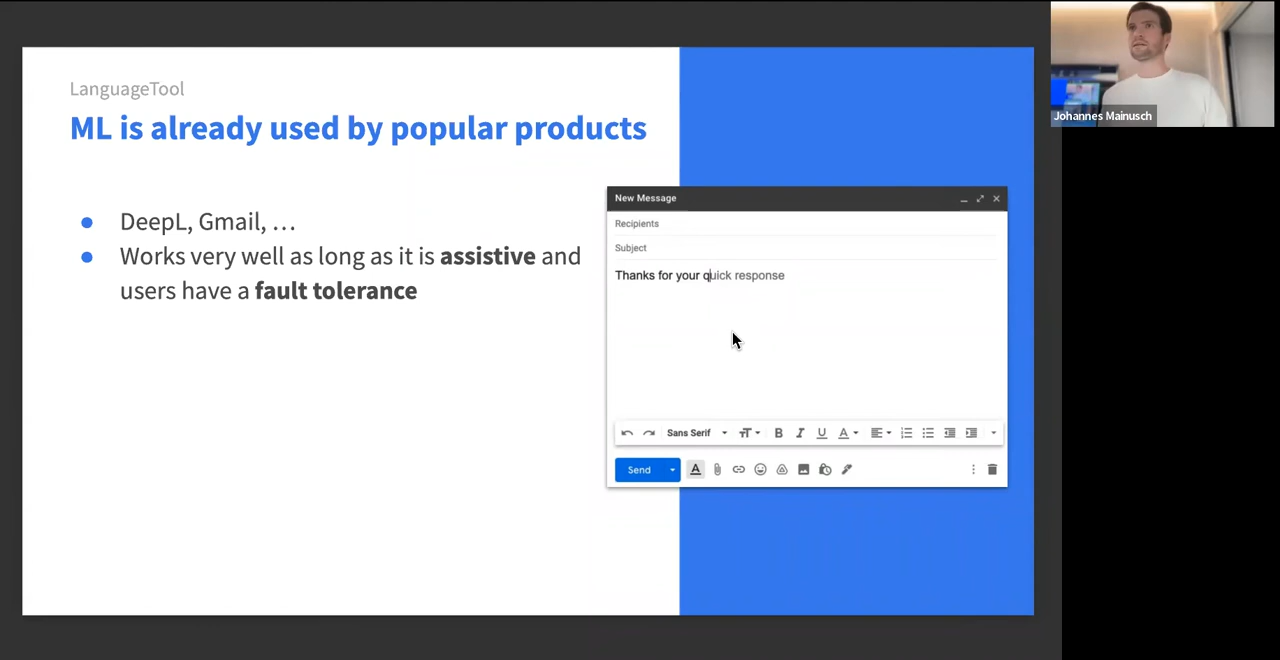 LanguageTool
ML is already used by popular products
● DeepL, Gmail, …
● Works very well as long as it is assistive and
users have a fault tolerance
New Message
Recipients
Subject
Thanks for your quick response
Sans Serif
Send
Johannes Mainusch